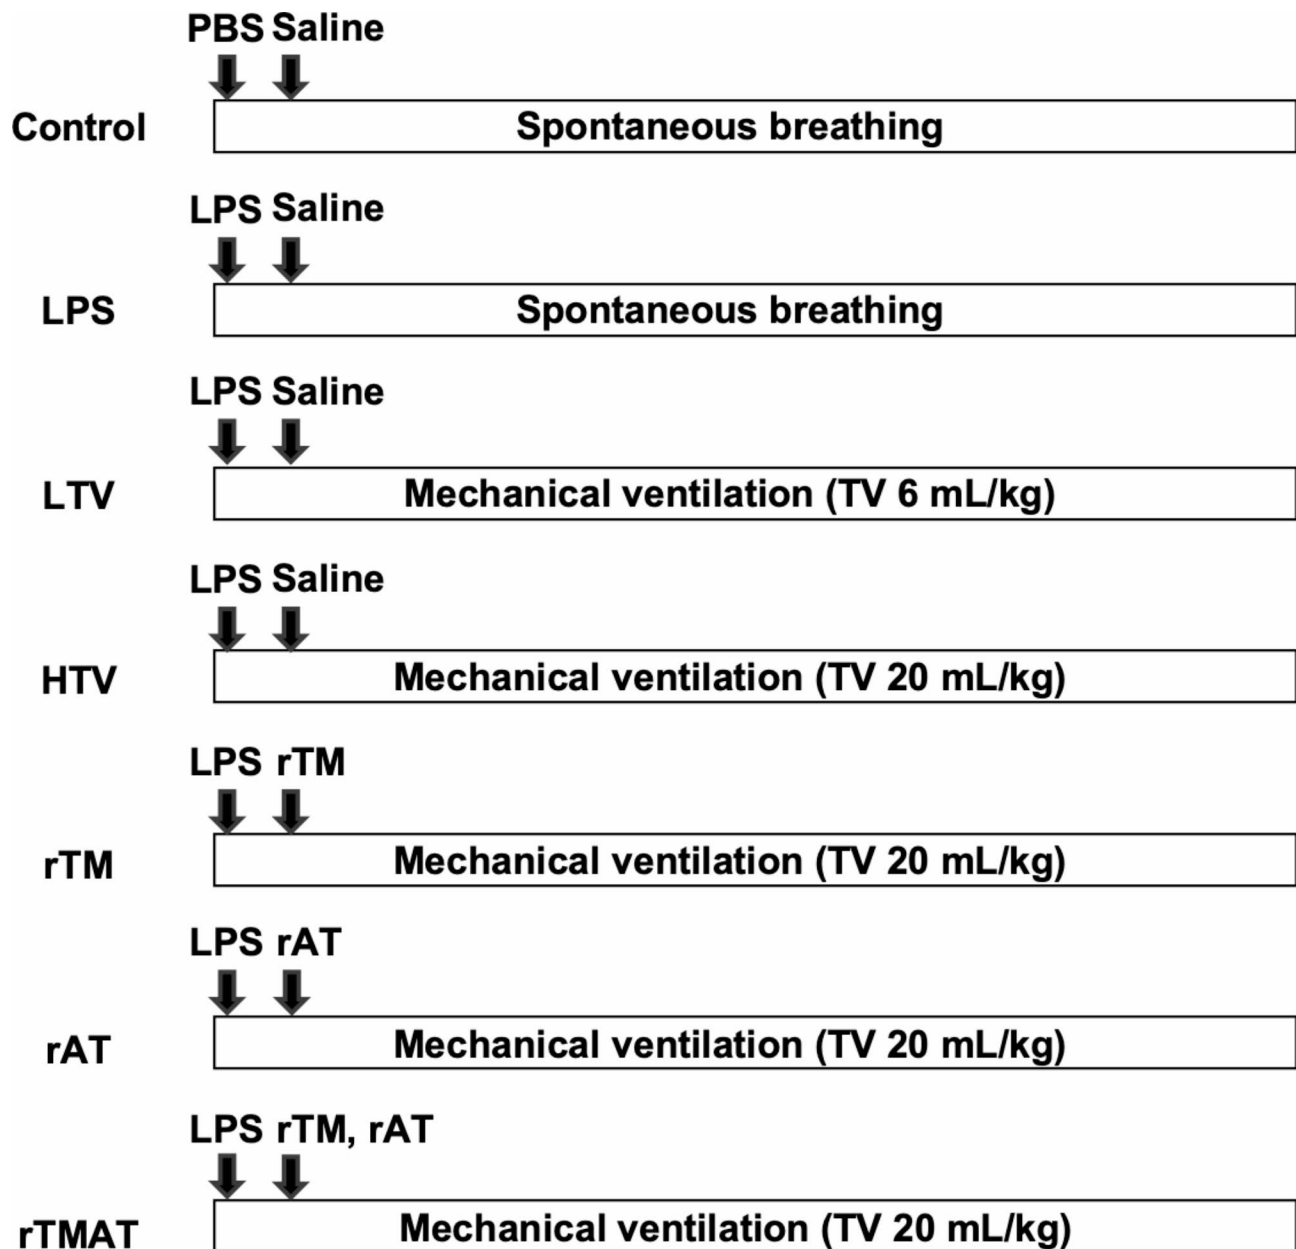 PBS Saline
Control Spontaneous breathing
LPS Saline
LPS Spontaneous breathing
LPS Saline
LTV Mechanical ventilation (TV 6 mL/kg)
LPS Saline
HTV Mechanical ventilation (TV 20 mL/kg)
LPS rTM
rTM Mechanical ventilation (TV 20 mL/kg)
LPS rAT
rAT Mechanical ventilation (TV 20 mL/kg)
LPS rTM, rAT
rTMAT Mechanical ventilation (TV 20 mL/kg)